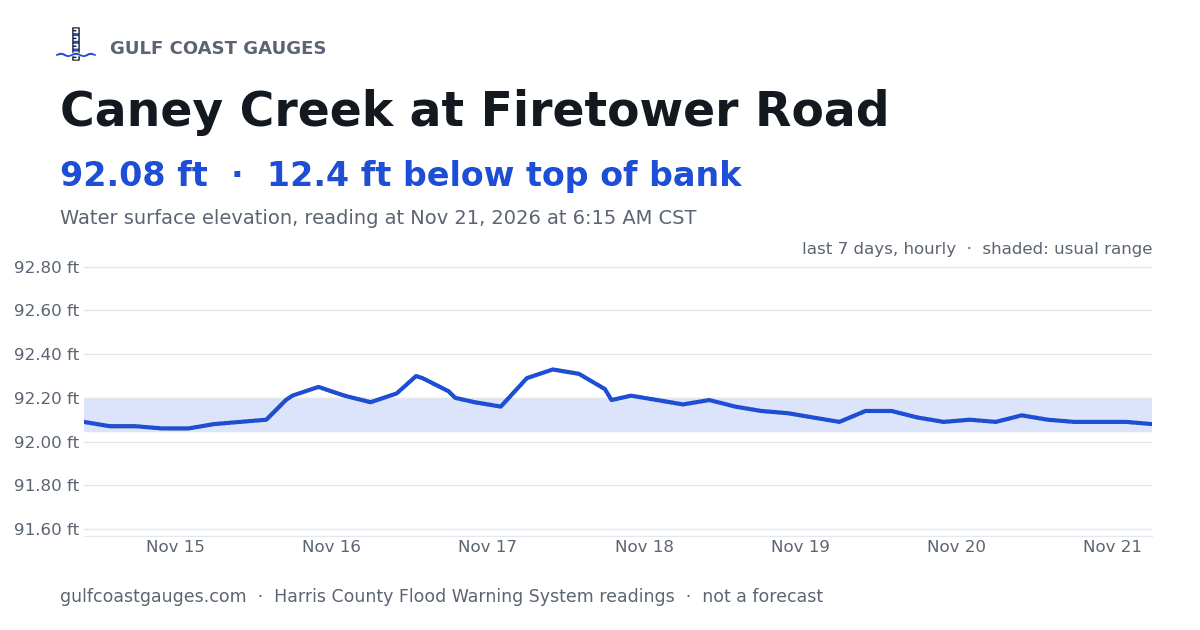 GULF COAST GAUGES
Caney Creek at Firetower Road
92.08 ft · 12.4 ft below top of bank
Water surface elevation, reading at Nov 21, 2026 at 6:15 AM CST
last 7 days, hourly · shaded: usual range
92.80 ft
92.60 ft
92.40 ft
92.20 ft
92.00 ft
91.80 ft
91.60 ft
Nov 15 Nov 16 Nov 17 Nov 18 Nov 19 Nov 20 Nov 21
gulfcoastgauges.com · Harris County Flood Warning System readings · not a forecast